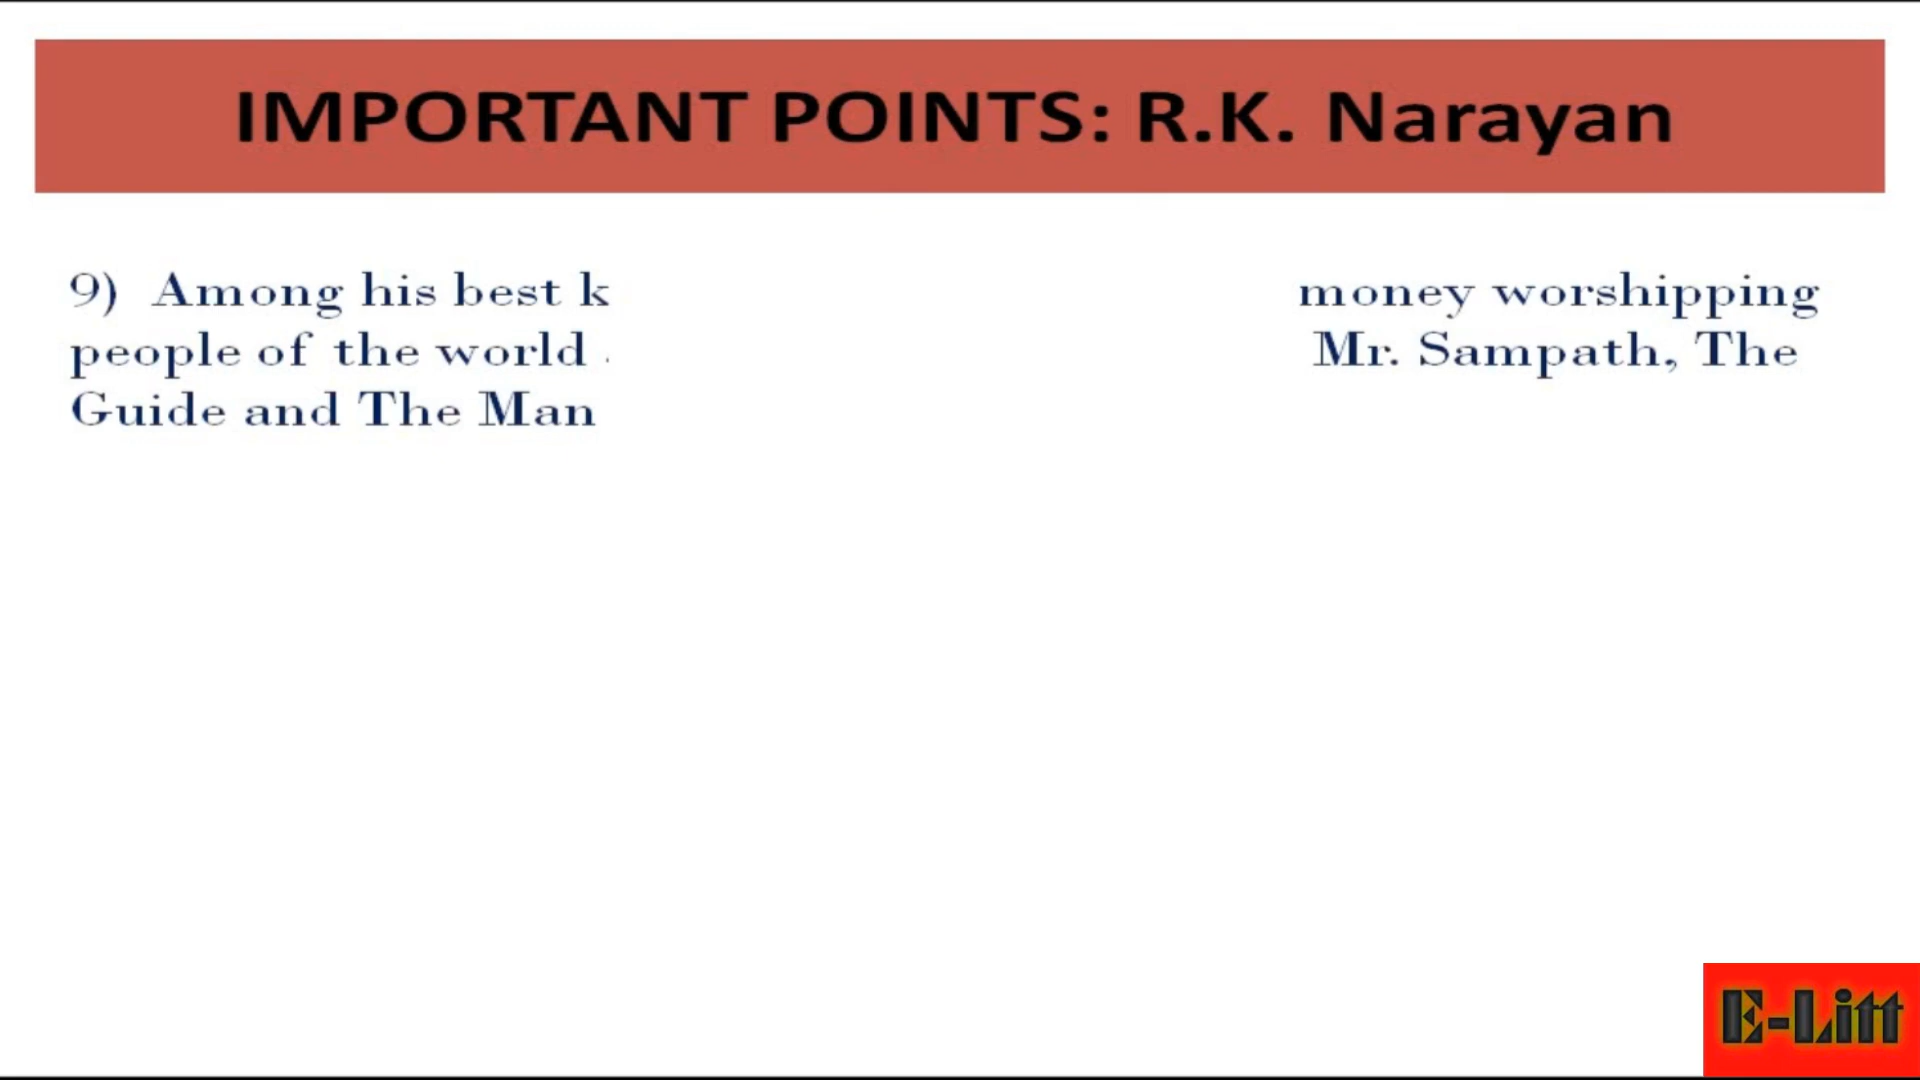 IMPORTANT POINTS: R.K. Narayan
9) Among his best k money worshipping
people of the world Mr. Sampath, The
Guide and The Man
E-Litt